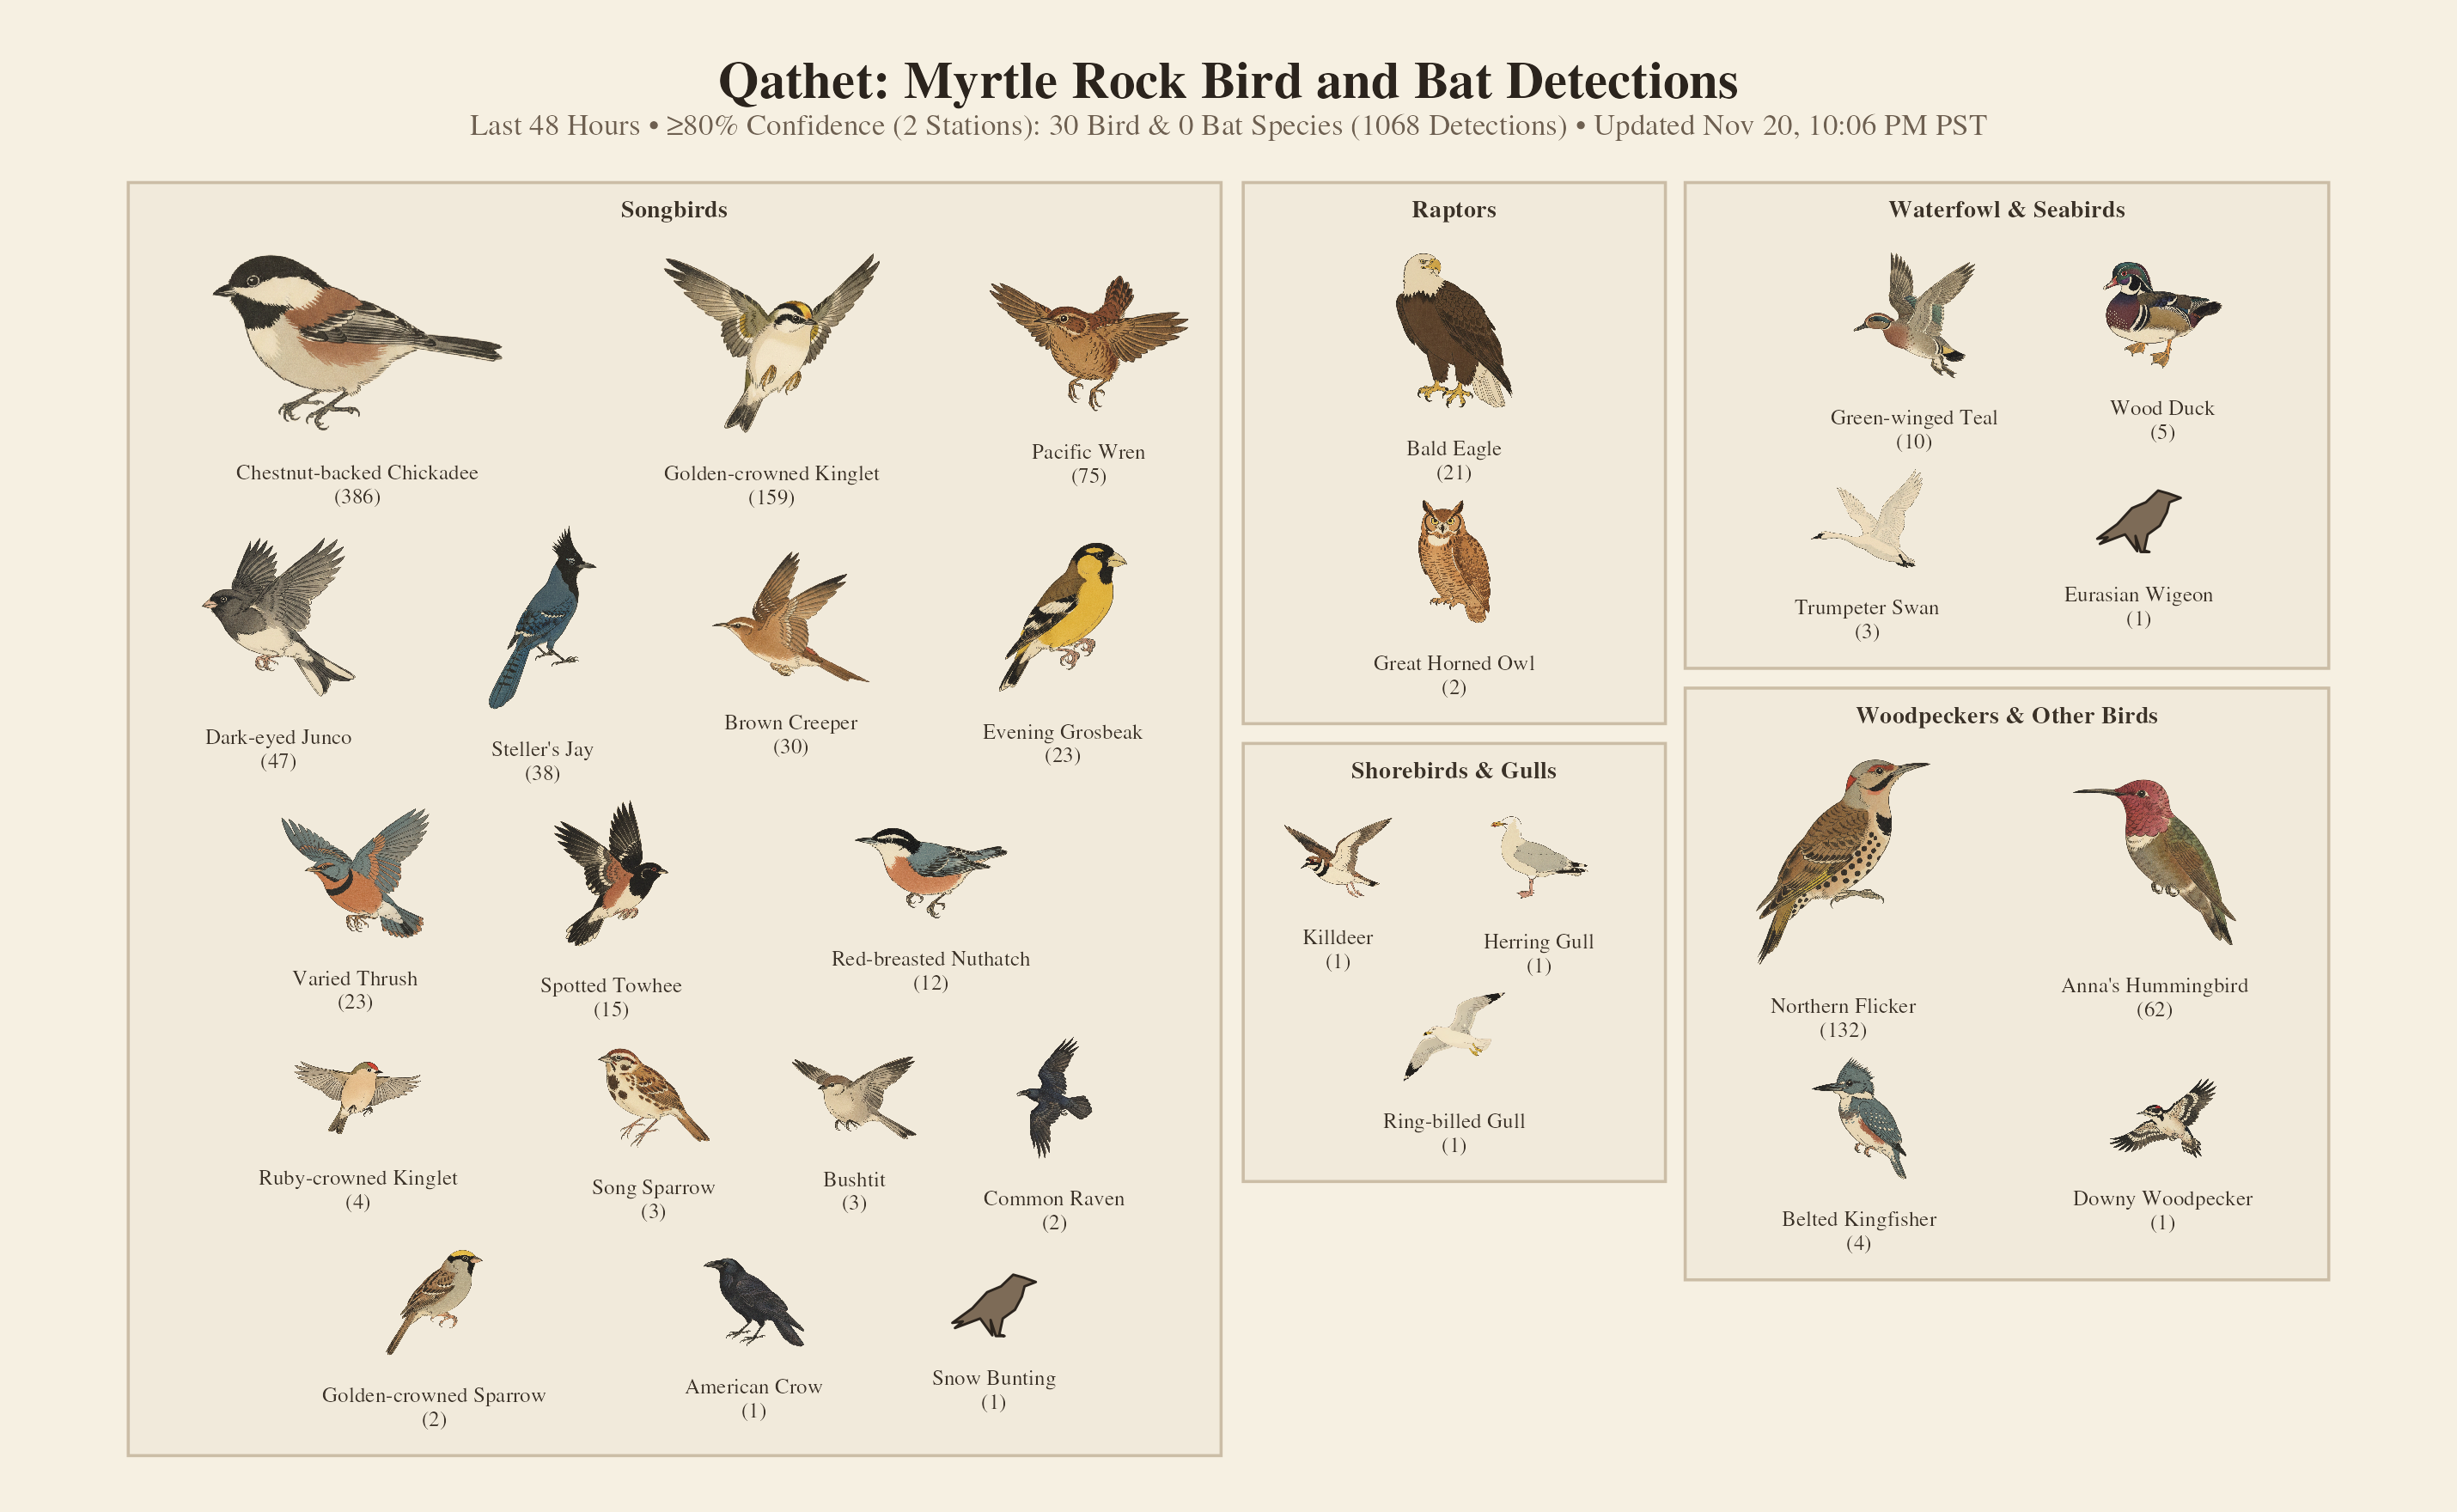 Qathet: Myrtle Rock Bird and Bat Detections
Last 48 Hours • ≥80% Confidence (2 Stations): 30 Bird & 0 Bat Species (1068 Detections) • Updated Nov 20, 10:06 PM PST
Songbirds
Chestnut-backed Chickadee
(386)
Golden-crowned Kinglet
(159)
Pacific Wren
(75)
Dark-eyed Junco
(47)
Steller's Jay
(38)
Brown Creeper
(30)
Evening Grosbeak
(23)
Varied Thrush
(23)
Spotted Towhee
(15)
Red-breasted Nuthatch
(12)
Ruby-crowned Kinglet
(4)
Song Sparrow
(3)
Bushtit
(3)
Common Raven
(2)
Golden-crowned Sparrow
(2)
American Crow
(1)
Snow Bunting
(1)
Raptors
Bald Eagle
(21)
Great Horned Owl
(2)
Shorebirds & Gulls
Killdeer
(1)
Herring Gull
(1)
Ring-billed Gull
(1)
Waterfowl & Seabirds
Green-winged Teal
(10)
Wood Duck
(5)
Trumpeter Swan
(3)
Eurasian Wigeon
(1)
Woodpeckers & Other Birds
Northern Flicker
(132)
Anna's Hummingbird
(62)
Belted Kingfisher
(4)
Downy Woodpecker
(1)